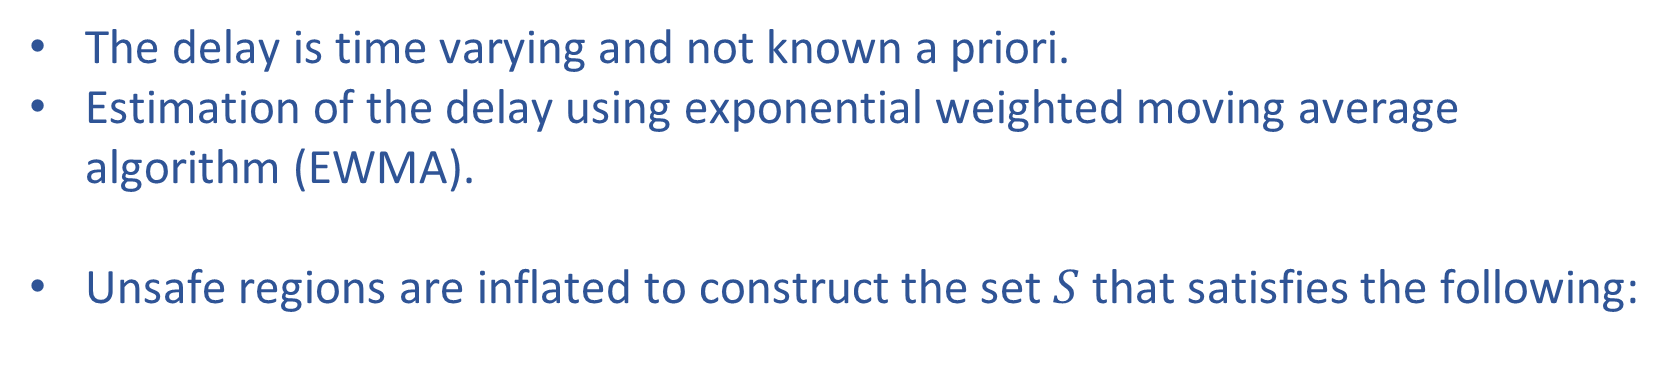 • The delay is time varying and not known a priori.
• Estimation of the delay using exponential weighted moving average
algorithm (EWMA).
• Unsafe regions are inflated to construct the set S that satisfies the following: